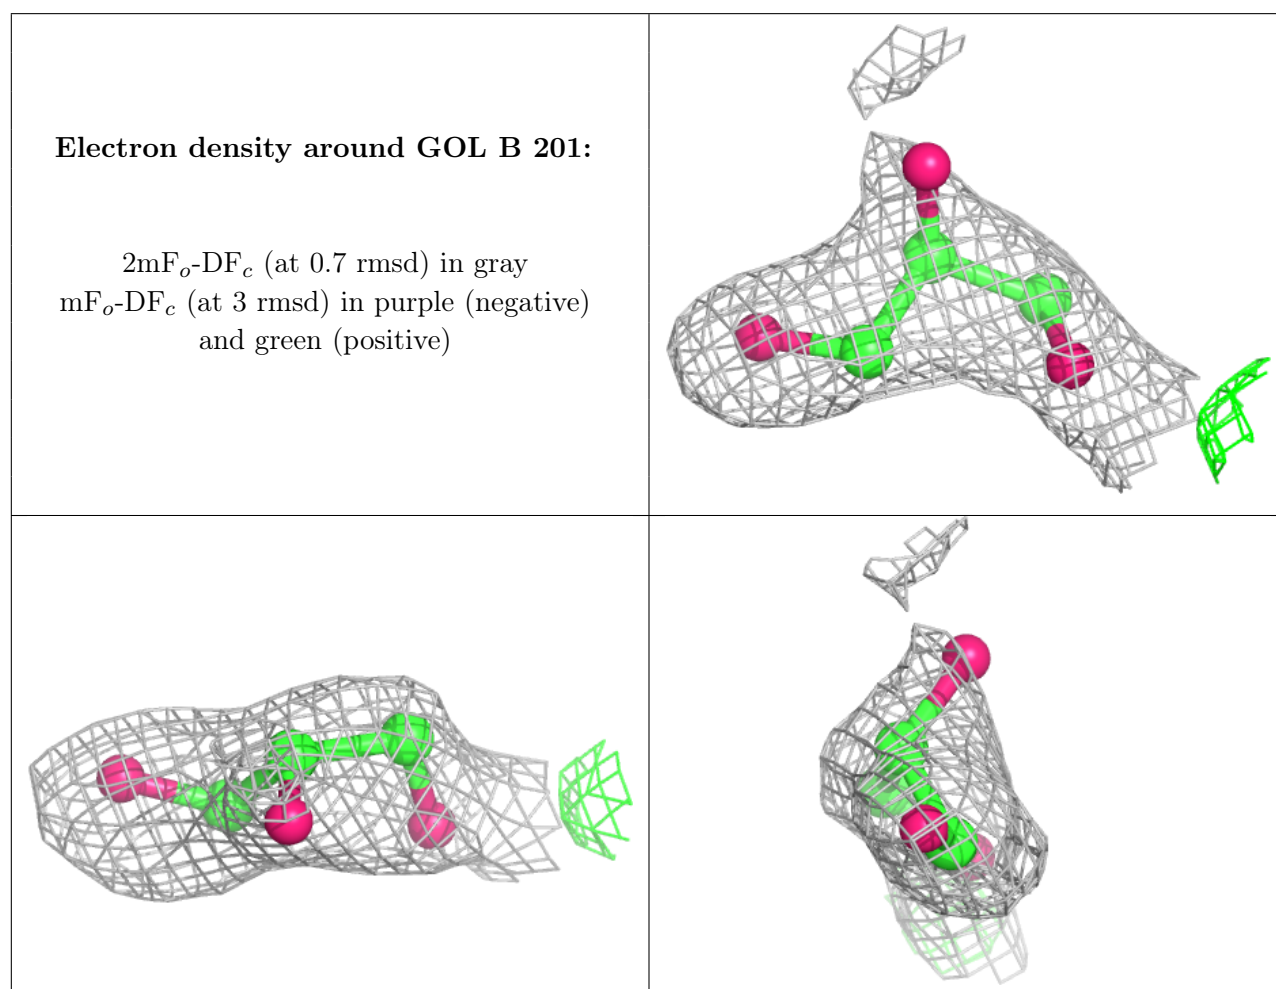 Electron density around GOL B 201:
2mFo-DFc (at 0.7 rmsd) in gray
mFo-DFc (at 3 rmsd) in purple (negative)
and green (positive)